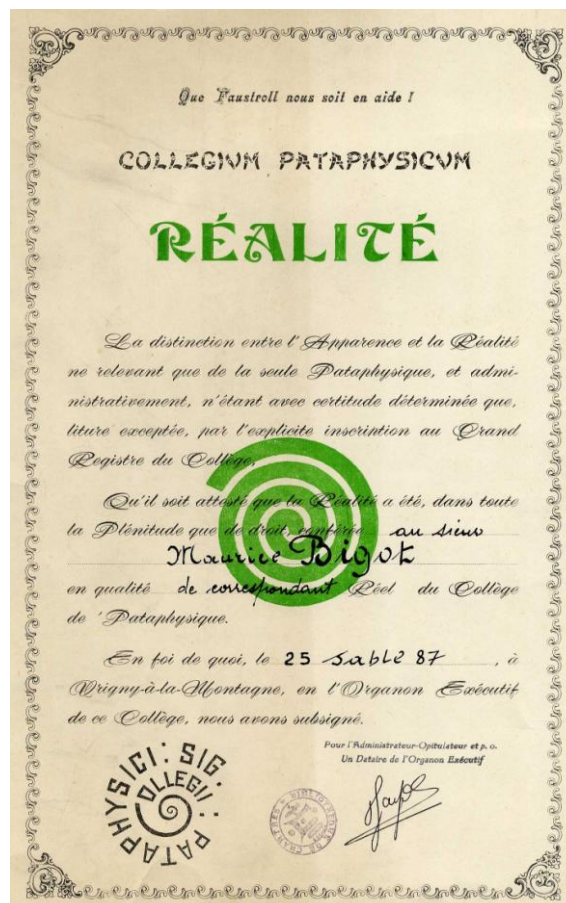 Que Faustroll nous soit en aide !
COLLEGIVM PATAPHYSICVM
RÉALITÉ
La distinction entre l'Apparence et la Réalité
ne relevant que de la seule Pataphysique, et admi-
nistrativement, n'étant avec certitude déterminée que,
liture exceptée, par l'explicite inscription au Grand
Registre du Collège,
Qu'il soit attesté que la Réalité a été, dans toute
la Plénitude que de droit, conférée au sieur
Maurice Bigot
en qualité de correspondant Réel du Collège
de 'Pataphysique.
En foi de quoi, le 25 Sable 87, à
Vrigny-à-la-Montagne, en l'Organon Exécutif
de ce Collège, nous avons subsigné.
Pour l'Administrateur-Opitulateur et p. o.
Un Dataire de l'Organon Exécutif
PATAPHYSICI : SIG.
OLLEGII :
BIBLIOTHÈQUE DE CHARTRES